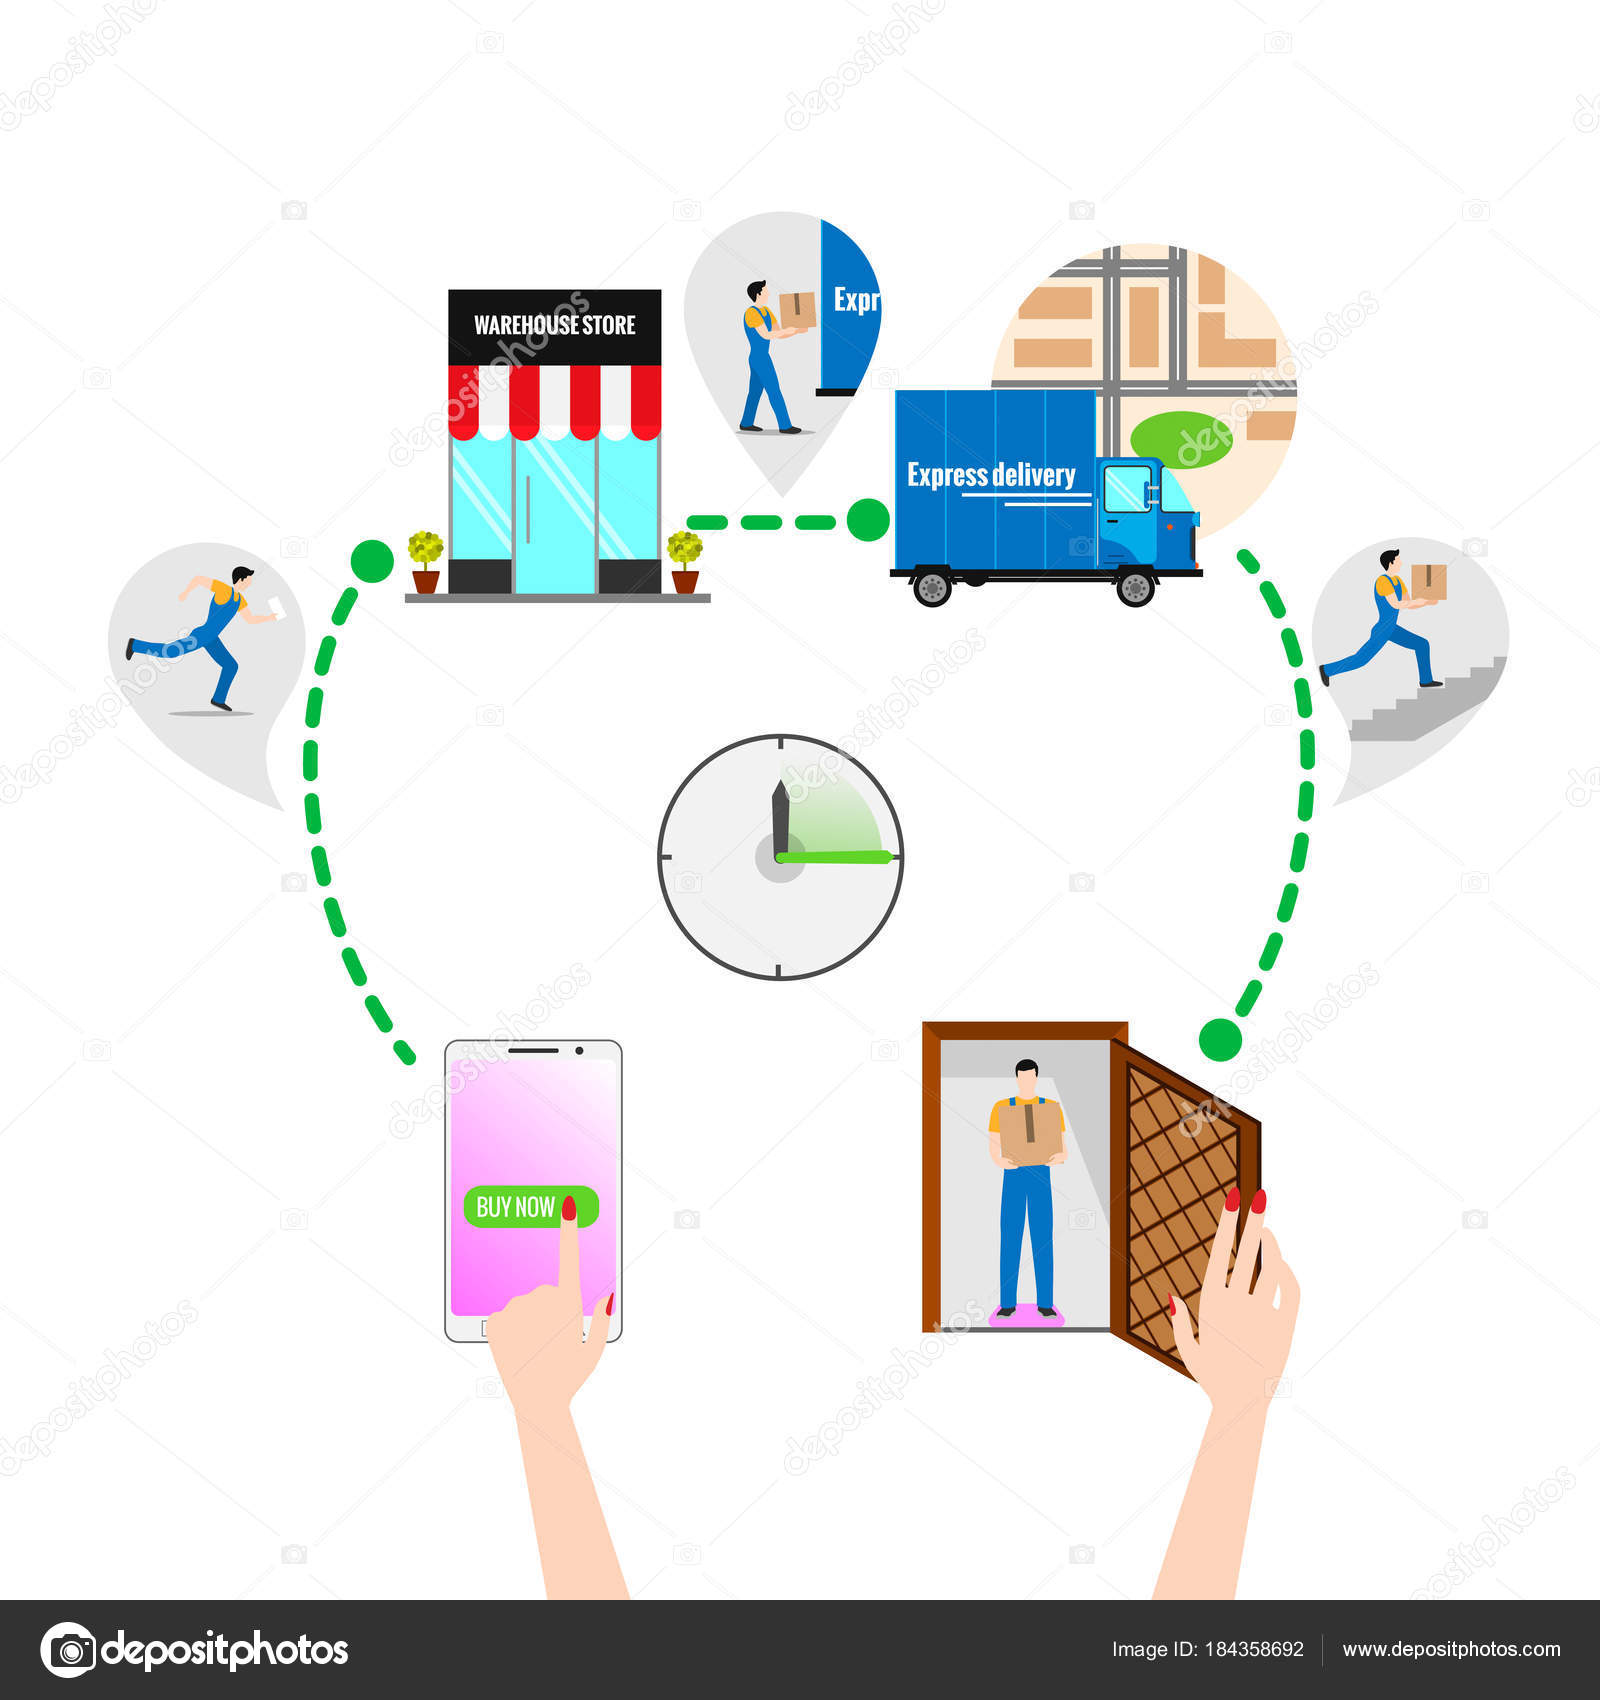 WAREHOUSE STORE
Expr
Express delivery
BUY NOW
depositphotos
Image ID: 184358692
www.depositphotos.com